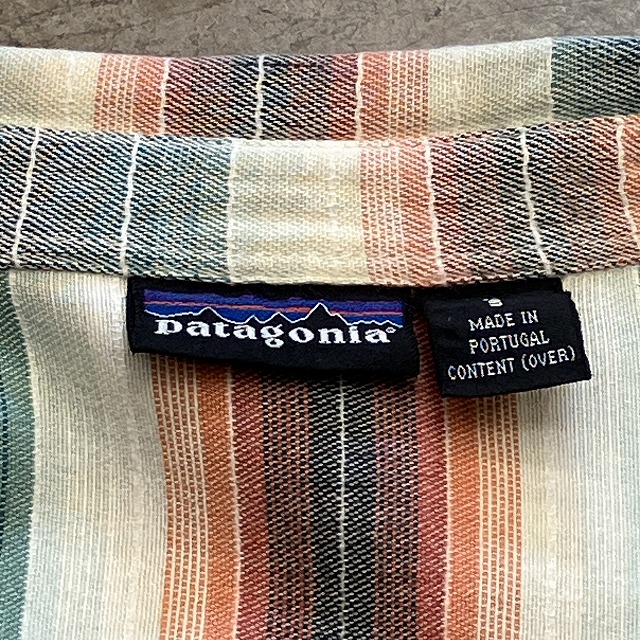 patagonia®
MADE IN
PORTUGAL
CONTENT (OVER)